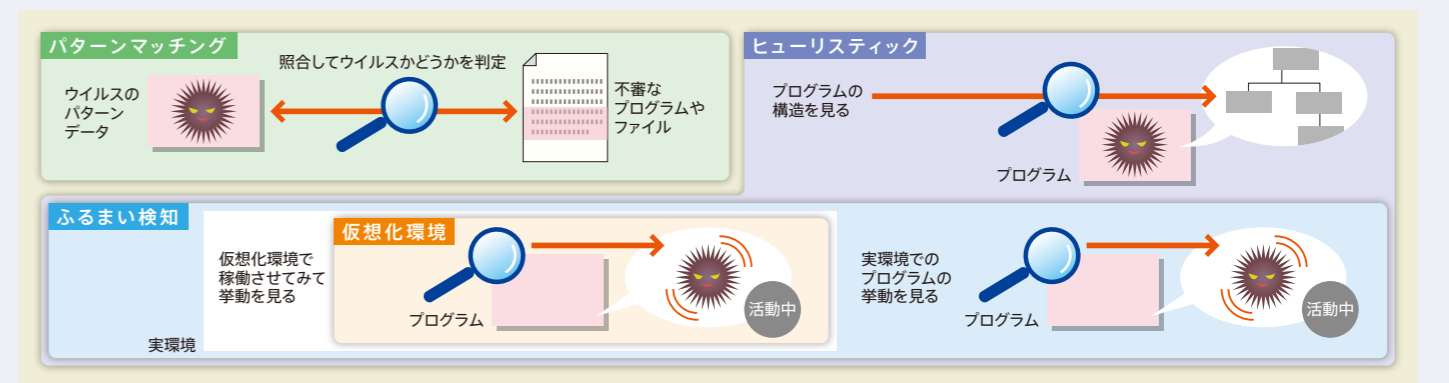 パターンマッチング
照合してウイルスかどうかを判定
ウイルスの
パターン
データ
不審な
プログラムや
ファイル
ヒューリスティック
プログラムの
構造を見る
プログラム
ふるまい検知
仮想化環境で
稼働させてみて
挙動を見る
実環境
仮想化環境
プログラム
活動中
実環境での
プログラムの
挙動を見る
プログラム
活動中